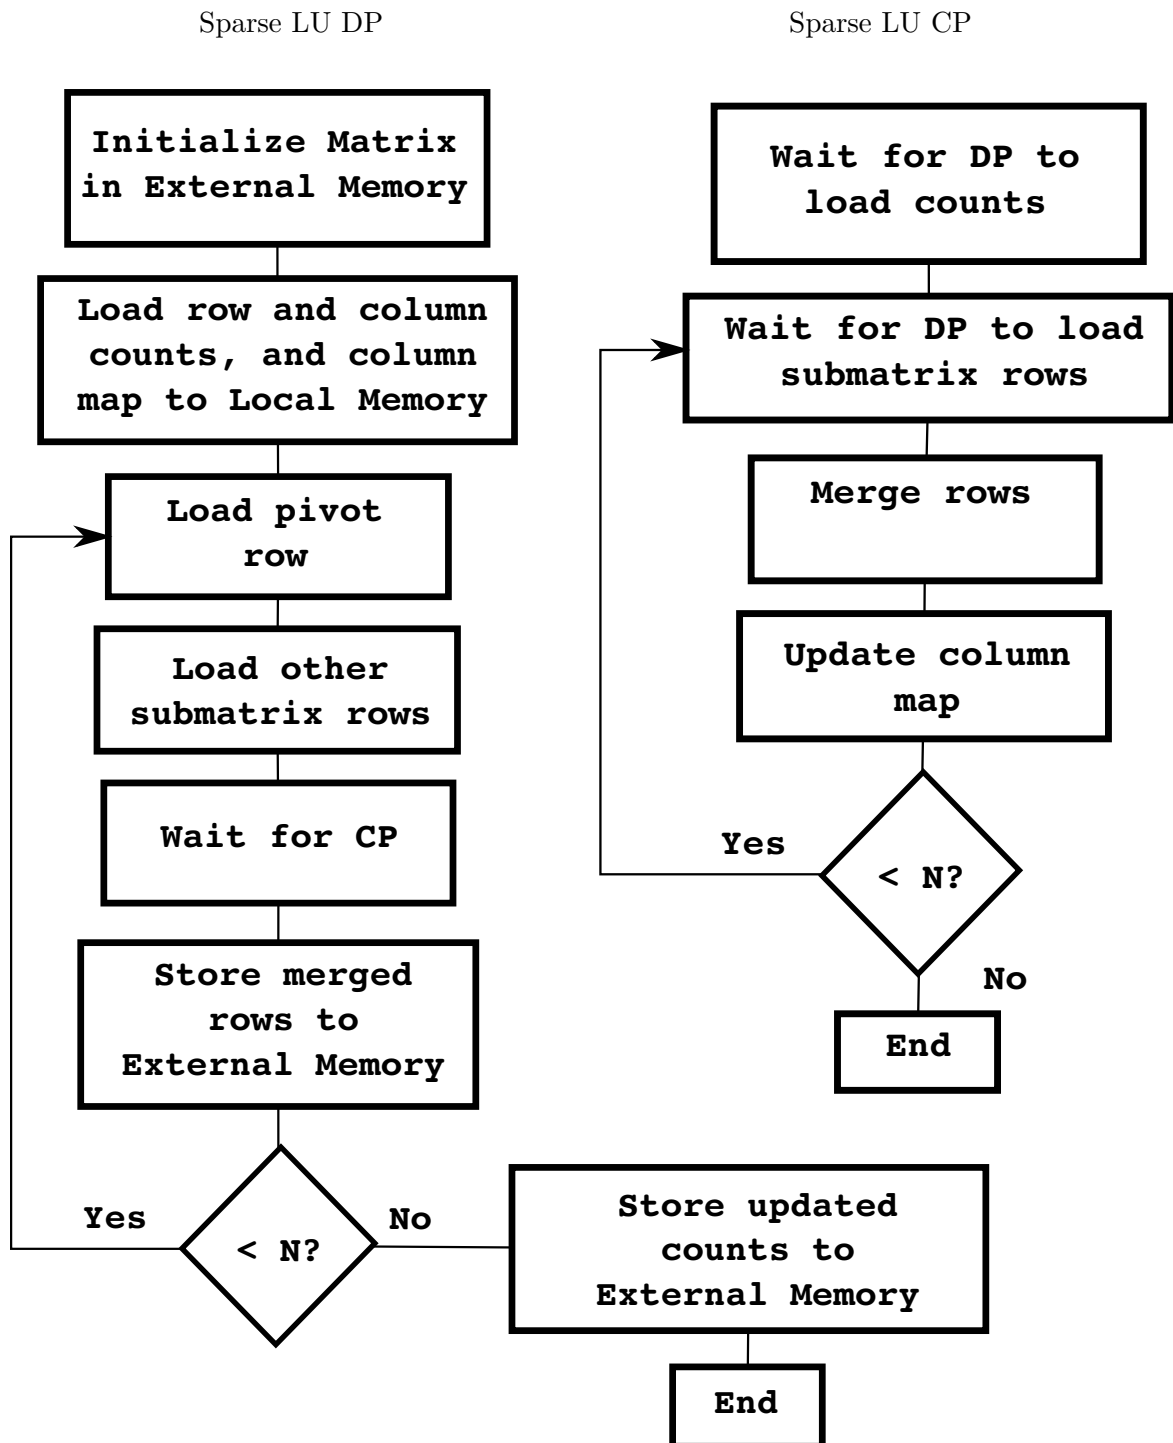 Sparse LU DP
Initialize Matrix
in External Memory
Load row and column
counts, and column
map to Local Memory
Load pivot
row
Load other
submatrix rows
Wait for CP
Store merged
rows to
External Memory
Yes
< N?
No
Store updated
counts to
External Memory
End
Sparse LU CP
Wait for DP to
load counts
Wait for DP to load
submatrix rows
Merge rows
Update column
map
Yes
< N?
No
End